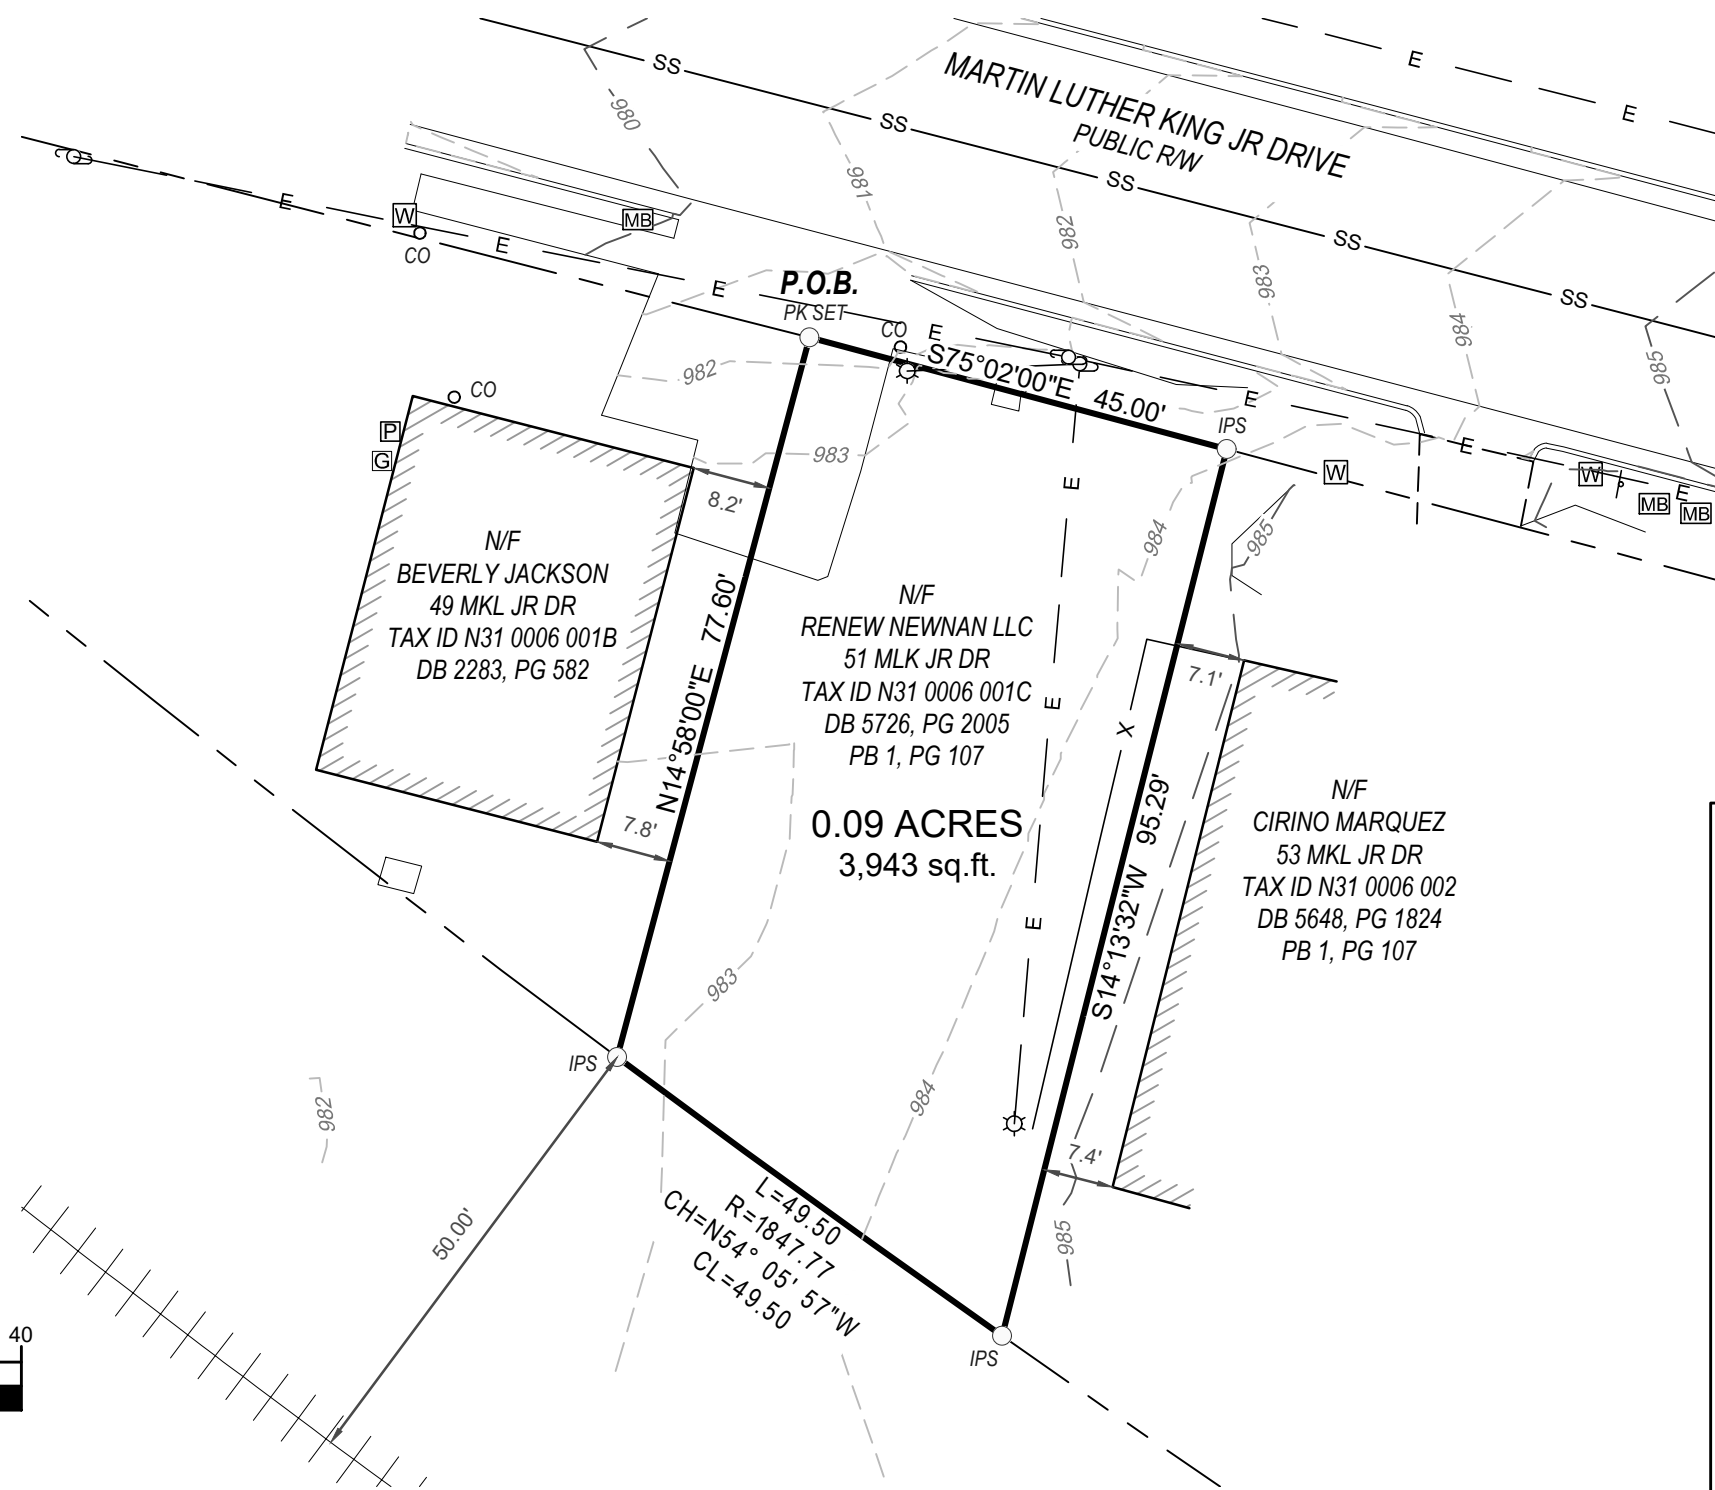 SS
980
MARTIN LUTHER KING JR DRIVE
PUBLIC R/W
E
E
SS
981
SS
982
SS
983
SS
984
985
E
W
MB
CO
E
E
P.O.B.
PK SET
CO
E
S75°02'00"E 45.00'
E
IPS
E
W
W
E
MB
MB
982
983
CO
P
G
8.2'
E
984
985
N/F
BEVERLY JACKSON
49 MKL JR DR
TAX ID N31 0006 001B
DB 2283, PG 582
N14°58'00"E 77.60'
7.8'
N/F
RENEW NEWNAN LLC
51 MLK JR DR
TAX ID N31 0006 001C
DB 5726, PG 2005
PB 1, PG 107
0.09 ACRES
3,943 sq.ft.
E
X
7.1'
S14°13'32"W 95.29'
N/F
CIRINO MARQUEZ
53 MKL JR DR
TAX ID N31 0006 002
DB 5648, PG 1824
PB 1, PG 107
E
983
984
IPS
982
7.4'
985
50.00'
L=49.50
R=1847.77
CH=N54° 05' 57"W
CL=49.50
IPS
40